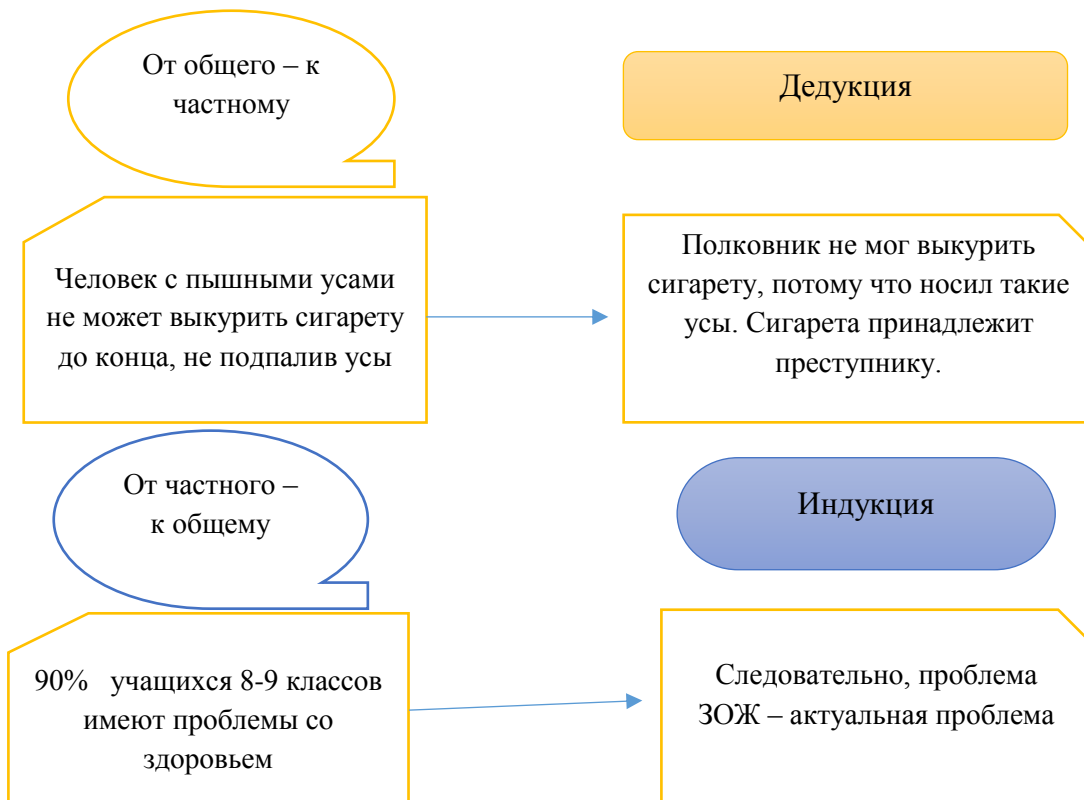 От общего – к
частному
Дедукция
Человек с пышными усами
не может выкурить сигарету
до конца, не подпалив усы
Полковник не мог выкурить
сигарету, потому что носил такие
усы. Сигарета принадлежит
преступнику.
От частного –
к общему
Индукция
90% учащихся 8-9 классов
имеют проблемы со
здоровьем
Следовательно, проблема
ЗОЖ – актуальная проблема